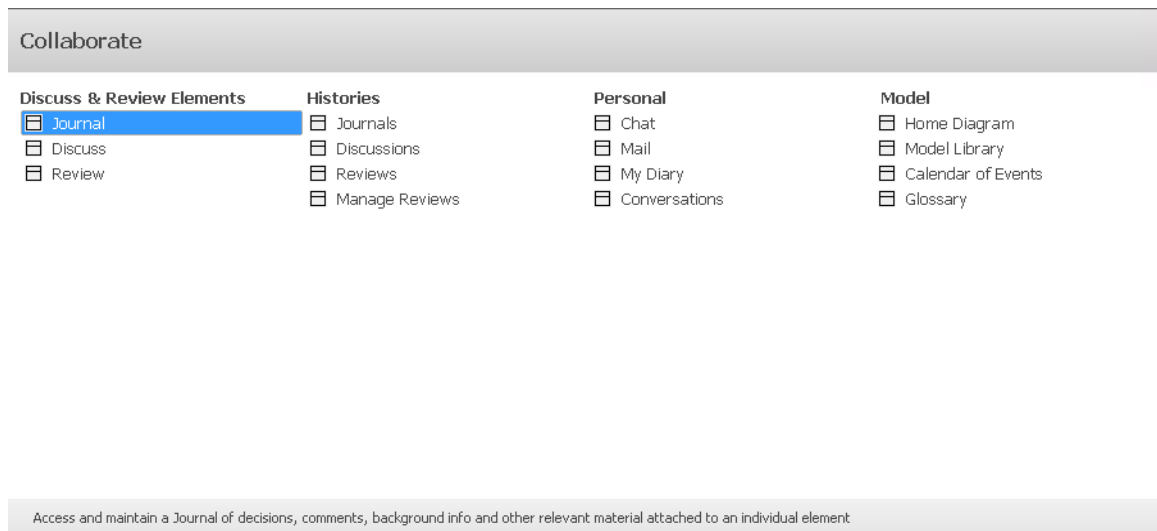 Collaborate
Discuss & Review Elements
Journal
Discuss
Review
Histories
Journals
Discussions
Reviews
Manage Reviews
Personal
Chat
Mail
My Diary
Conversations
Model
Home Diagram
Model Library
Calendar of Events
Glossary
Access and maintain a Journal of decisions, comments, background info and other relevant material attached to an individual element